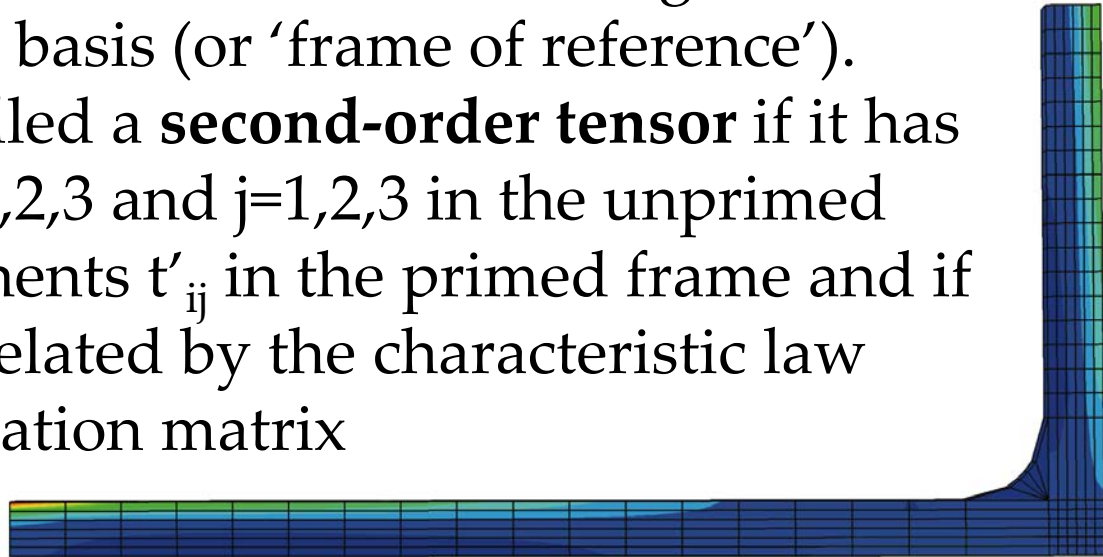 basis (or ‘frame of reference’).
lled a second-order tensor if it has
,2,3 and j=1,2,3 in the unprimed
nents t’ij in the primed frame and if
elated by the characteristic law
ation matrix